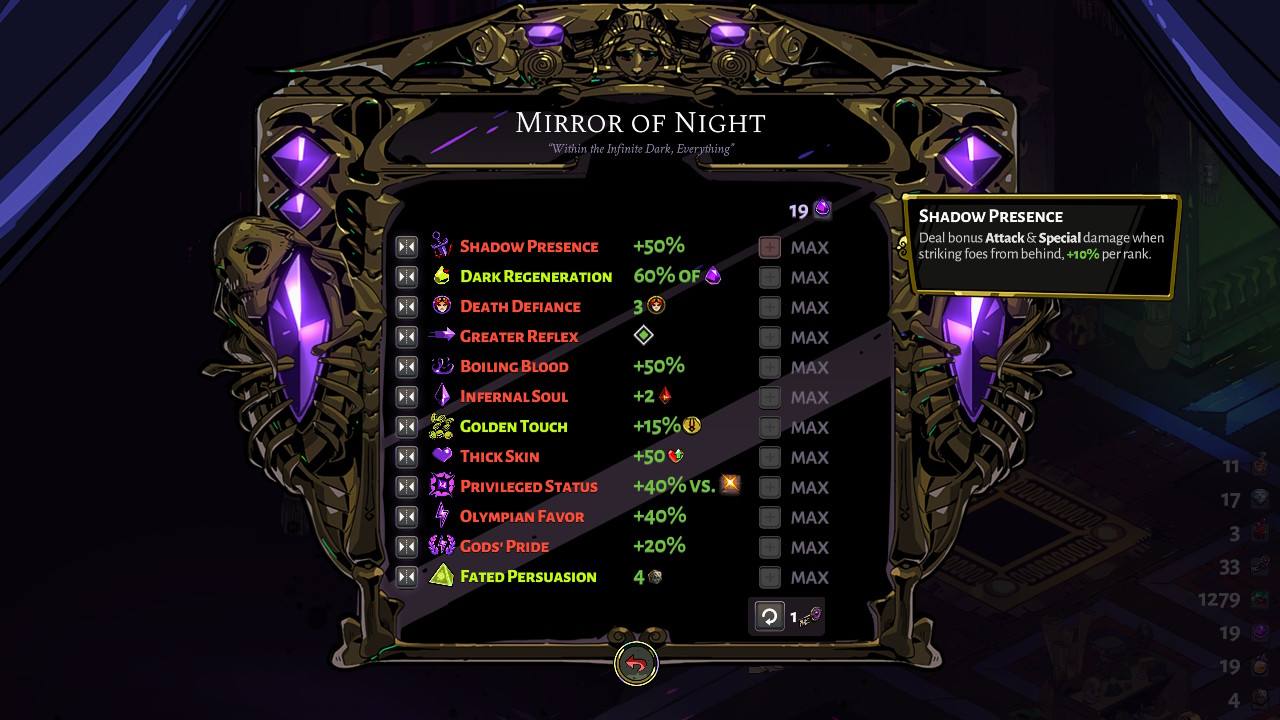 Mirror of Night
"Within the Infinite Dark, Everything"
19
Shadow Presence +50% MAX
Dark Regeneration 60% of MAX
Death Defiance 3 MAX
Greater Reflex MAX
Boiling Blood +50% MAX
Infernal Soul +2 MAX
Golden Touch +15% MAX
Thick Skin +50 MAX
Privileged Status +40% vs. MAX
Olympian Favor +40% MAX
Gods' Pride +20% MAX
Fated Persuasion 4 MAX
1
Shadow Presence
Deal bonus Attack & Special damage when
striking foes from behind, +10% per rank.
11
17
3
33
1279
19
19
4